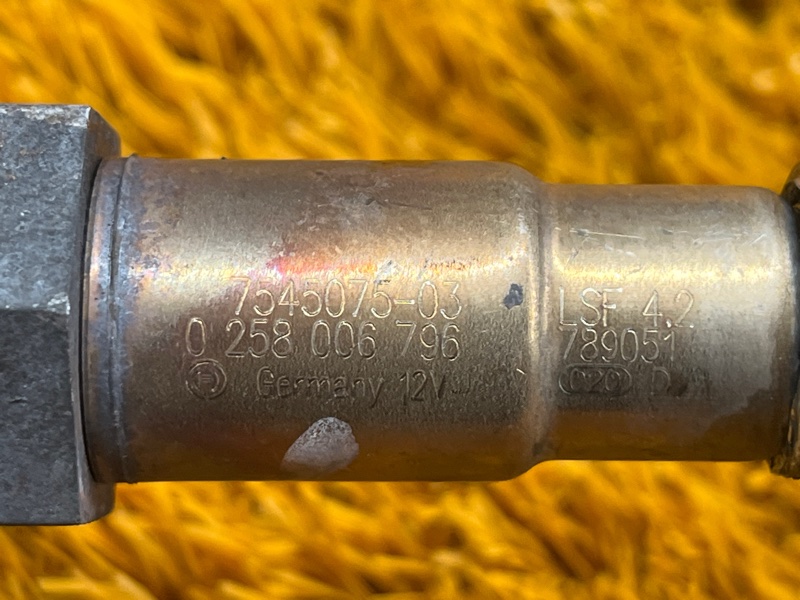 7545075-03
0 258 006 796
Germany 12V
LSF 4.2
789051